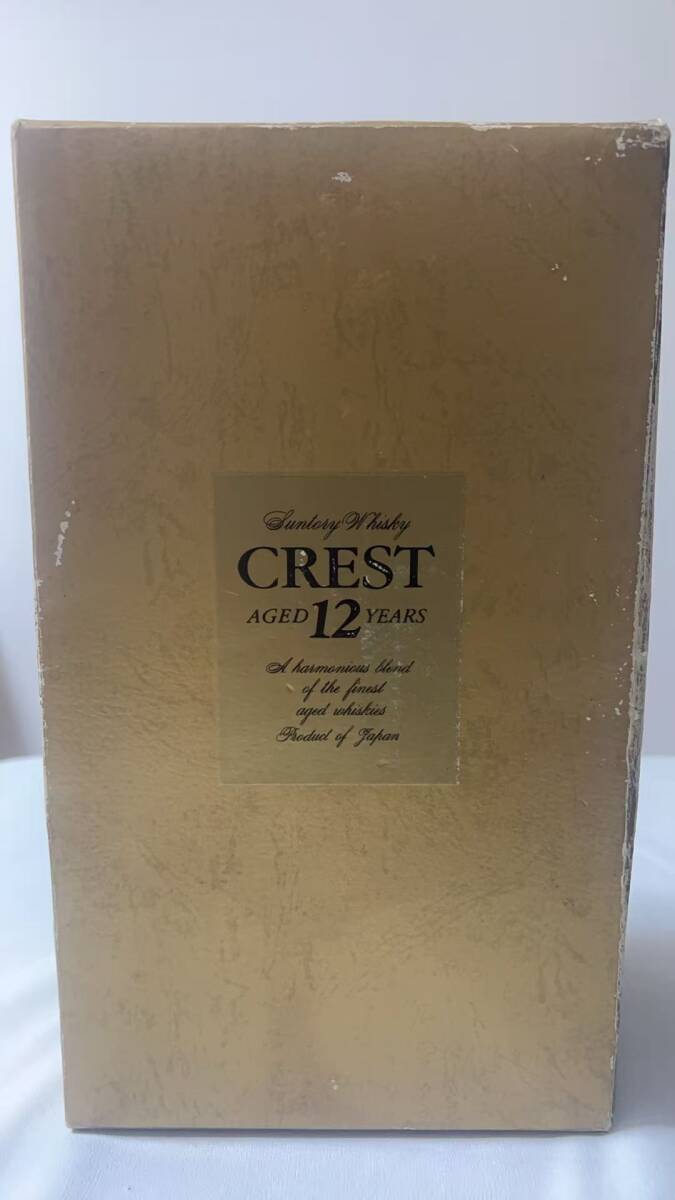 Suntory Whisky
CREST
AGED 12 YEARS
A harmonious blend
of the finest
aged whiskies
Product of Japan